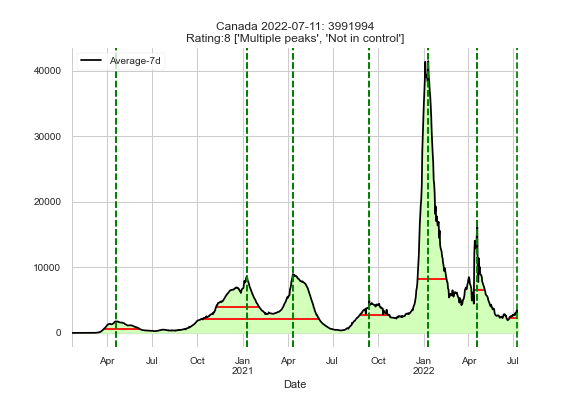 Canada 2022-07-11: 3991994
Rating:8 ['Multiple peaks', 'Not in control']
Average-7d
40000
30000
20000
10000
0
Apr Jul Oct Jan Apr Jul Oct Jan Apr Jul
2021 2022
Date